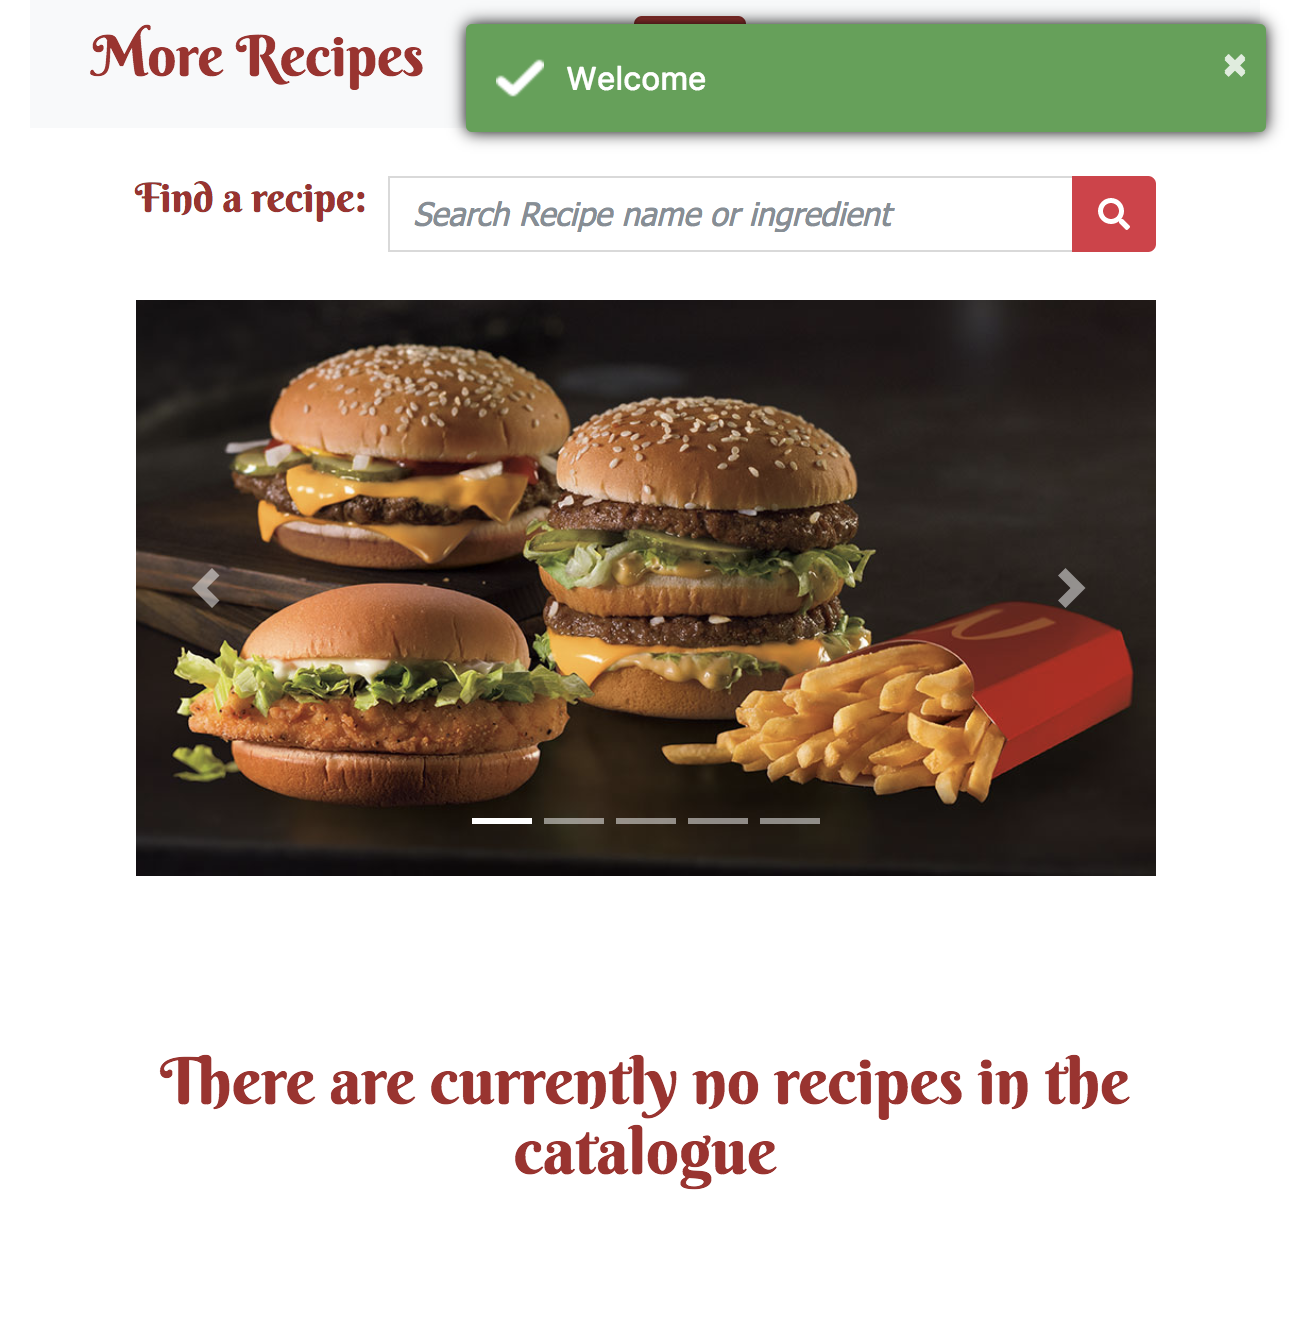 More Recipes
Welcome
Find a recipe:
Search Recipe name or ingredient
There are currently no recipes in the
catalogue